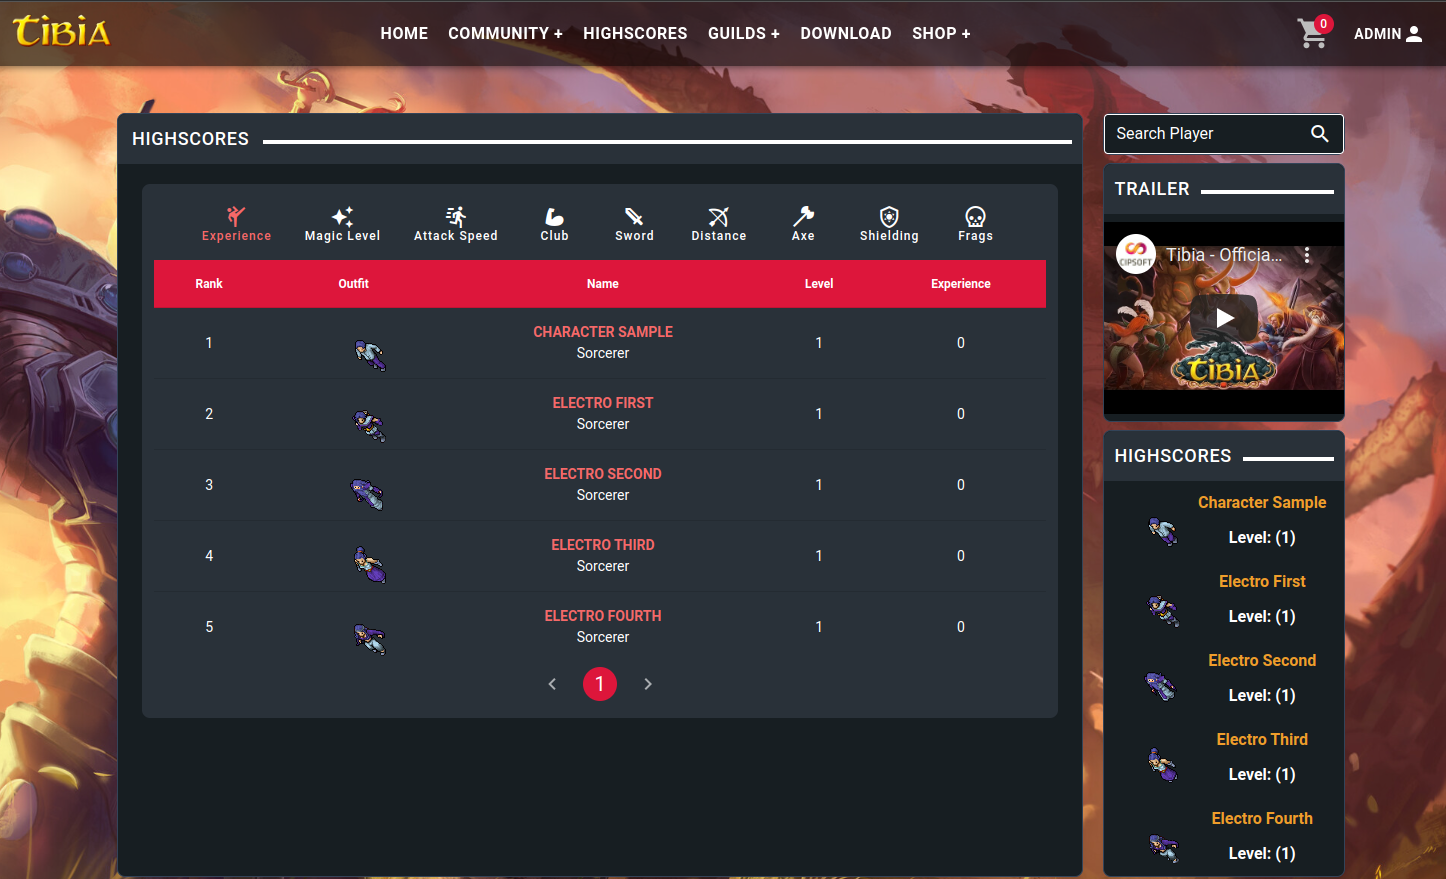 TIBIA
HOME COMMUNITY + HIGHSCORES GUILDS + DOWNLOAD SHOP +
0
ADMIN
HIGHSCORES
Experience Magic Level Attack Speed Club Sword Distance Axe Shielding Frags
Rank Outfit Name Level Experience
1 CHARACTER SAMPLE 1 0
Sorcerer
2 ELECTRO FIRST 1 0
Sorcerer
3 ELECTRO SECOND 1 0
Sorcerer
4 ELECTRO THIRD 1 0
Sorcerer
5 ELECTRO FOURTH 1 0
Sorcerer
1
Search Player
TRAILER
CIPSOFT
Tibia - Officia...
TIBIA
HIGHSCORES
Character Sample
Level: (1)
Electro First
Level: (1)
Electro Second
Level: (1)
Electro Third
Level: (1)
Electro Fourth
Level: (1)